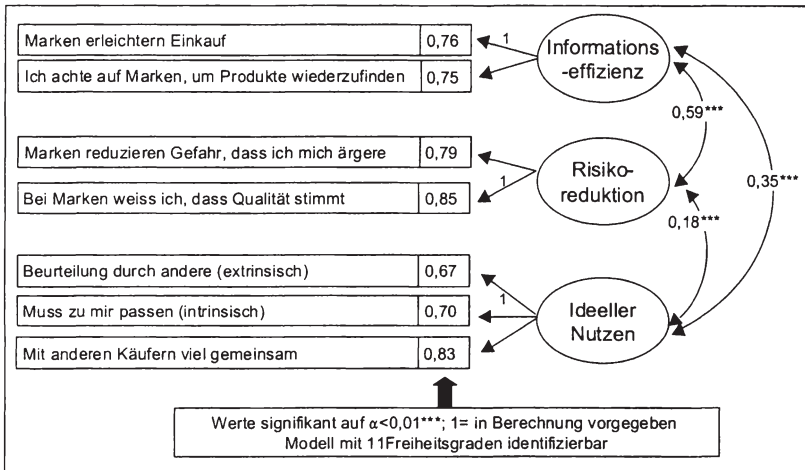 Marken erleichtern Einkauf 0,76
1
Informations
-effizienz
Ich achte auf Marken, um Produkte wiederzufinden 0,75
0,59***
Marken reduzieren Gefahr, dass ich mich ärgere 0,79
Risiko-
reduktion
1
Bei Marken weiss ich, dass Qualität stimmt 0,85
0,35***
0,18***
Beurteilung durch andere (extrinsisch) 0,67
1
Muss zu mir passen (intrinsisch) 0,70
Ideeller
Nutzen
Mit anderen Käufern viel gemeinsam 0,83
Werte signifikant auf α<0,01***; 1= in Berechnung vorgegeben
Modell mit 11Freiheitsgraden identifizierbar